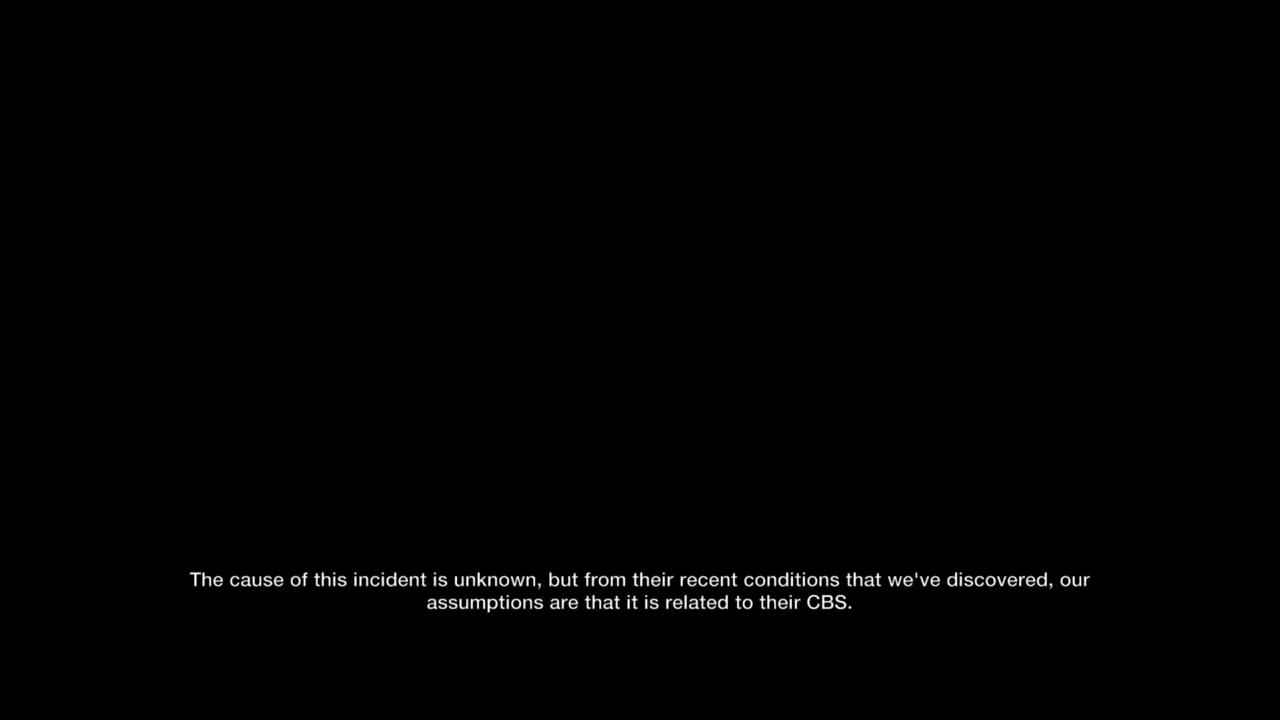 The cause of this incident is unknown, but from their recent conditions that we've discovered, our
assumptions are that it is related to their CBS.